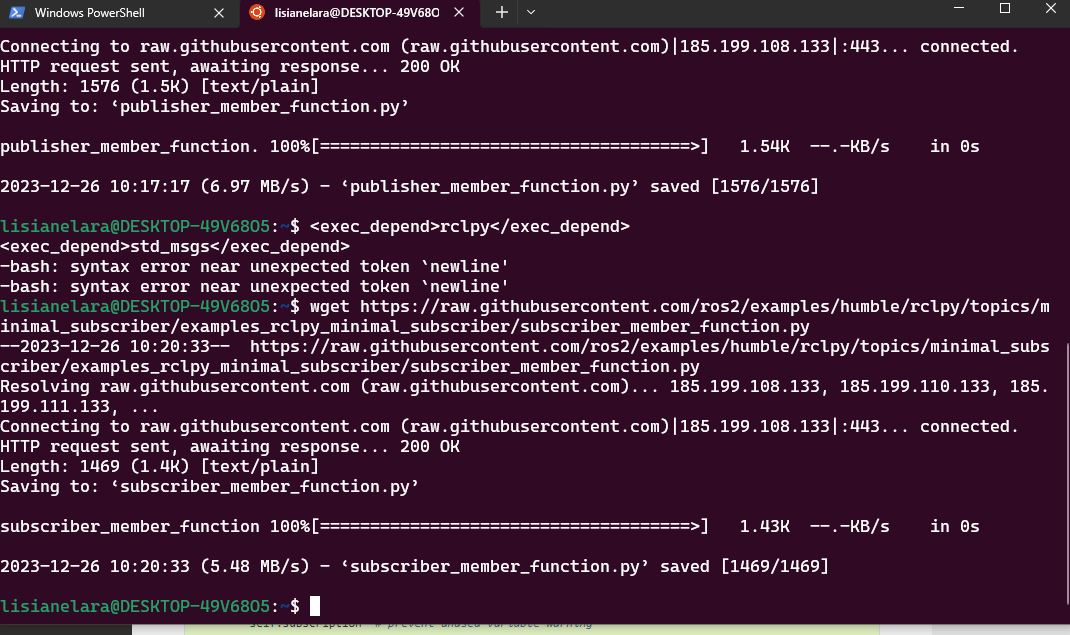 Windows PowerShell
lisianelara@DESKTOP-49V68O
Connecting to raw.githubusercontent.com (raw.githubusercontent.com)|185.199.108.133|:443... connected.
HTTP request sent, awaiting response... 200 OK
Length: 1576 (1.5K) [text/plain]
Saving to: ‘publisher_member_function.py’
publisher_member_function. 100%[=====================================>]   1.54K  --.-KB/s    in 0s
2023-12-26 10:17:17 (6.97 MB/s) - ‘publisher_member_function.py’ saved [1576/1576]
lisianelara@DESKTOP-49V68O5:~$ <exec_depend>rclpy</exec_depend>
<exec_depend>std_msgs</exec_depend>
-bash: syntax error near unexpected token `newline'
-bash: syntax error near unexpected token `newline'
lisianelara@DESKTOP-49V68O5:~$ wget https://raw.githubusercontent.com/ros2/examples/humble/rclpy/topics/m
inimal_subscriber/examples_rclpy_minimal_subscriber/subscriber_member_function.py
--2023-12-26 10:20:33--  https://raw.githubusercontent.com/ros2/examples/humble/rclpy/topics/minimal_subs
criber/examples_rclpy_minimal_subscriber/subscriber_member_function.py
Resolving raw.githubusercontent.com (raw.githubusercontent.com)... 185.199.108.133, 185.199.110.133, 185.
199.111.133, ...
Connecting to raw.githubusercontent.com (raw.githubusercontent.com)|185.199.108.133|:443... connected.
HTTP request sent, awaiting response... 200 OK
Length: 1469 (1.4K) [text/plain]
Saving to: ‘subscriber_member_function.py’
subscriber_member_function 100%[=====================================>]   1.43K  --.-KB/s    in 0s
2023-12-26 10:20:33 (5.48 MB/s) - ‘subscriber_member_function.py’ saved [1469/1469]
lisianelara@DESKTOP-49V68O5:~$
self.subscription  # prevent unused variable warning